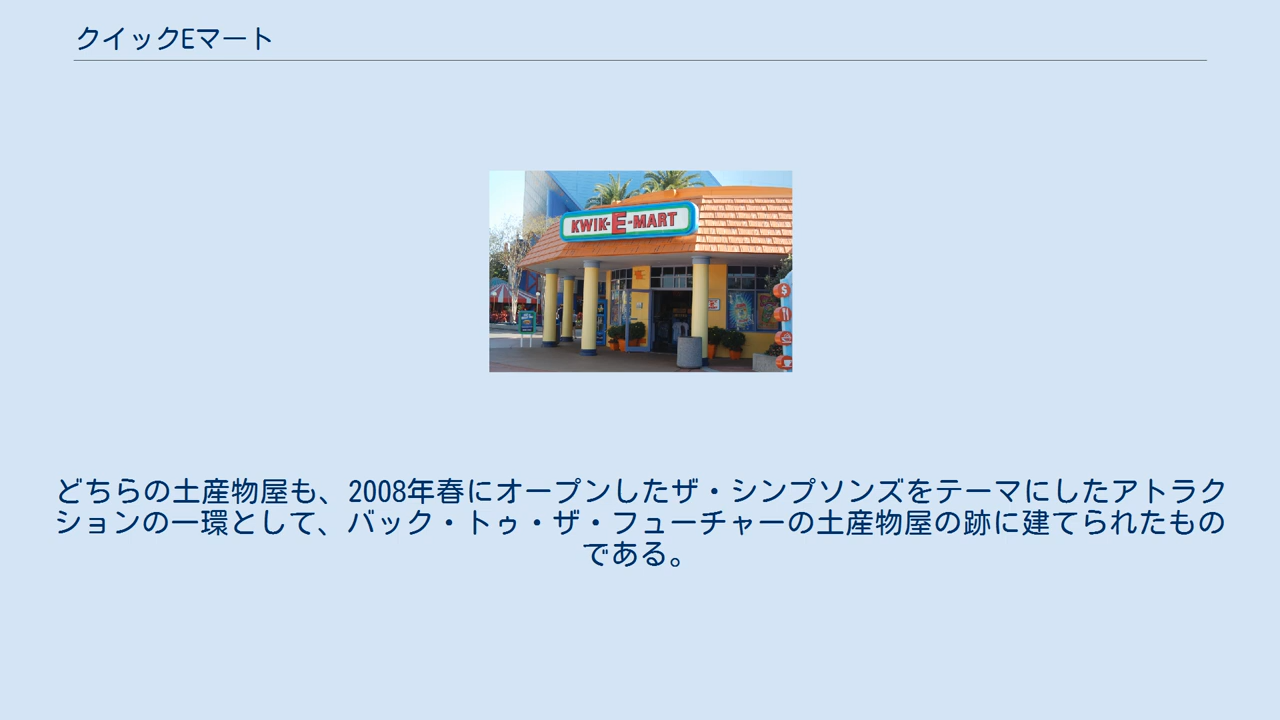 クイックEマート
KWIK-E-MART
どちらの土産物屋も、2008年春にオープンしたザ・シンプソンズをテーマにしたアトラク
ションの一環として、バック・トゥ・ザ・フューチャーの土産物屋の跡に建てられたもの
である。